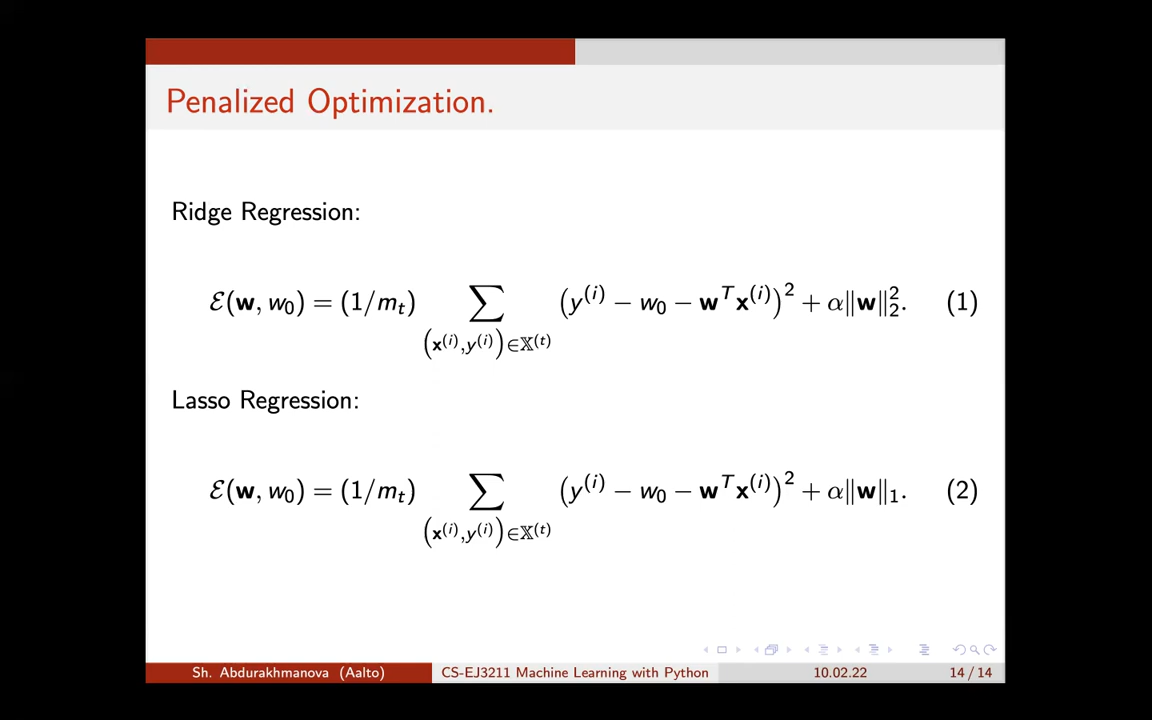 Penalized Optimization.
Ridge Regression:
ℰ(𝐰, w₀) = (1/mₜ) ∑_{(𝐱⁽ⁱ⁾,y⁽ⁱ⁾)∈𝕏⁽ᵗ⁾} (y⁽ⁱ⁾ − w₀ − 𝐰ᵀ𝐱⁽ⁱ⁾)² + α‖𝐰‖₂². (1)
Lasso Regression:
ℰ(𝐰, w₀) = (1/mₜ) ∑_{(𝐱⁽ⁱ⁾,y⁽ⁱ⁾)∈𝕏⁽ᵗ⁾} (y⁽ⁱ⁾ − w₀ − 𝐰ᵀ𝐱⁽ⁱ⁾)² + α‖𝐰‖₁. (2)
Sh. Abdurakhmanova (Aalto) CS-EJ3211 Machine Learning with Python 10.02.22 14 / 14